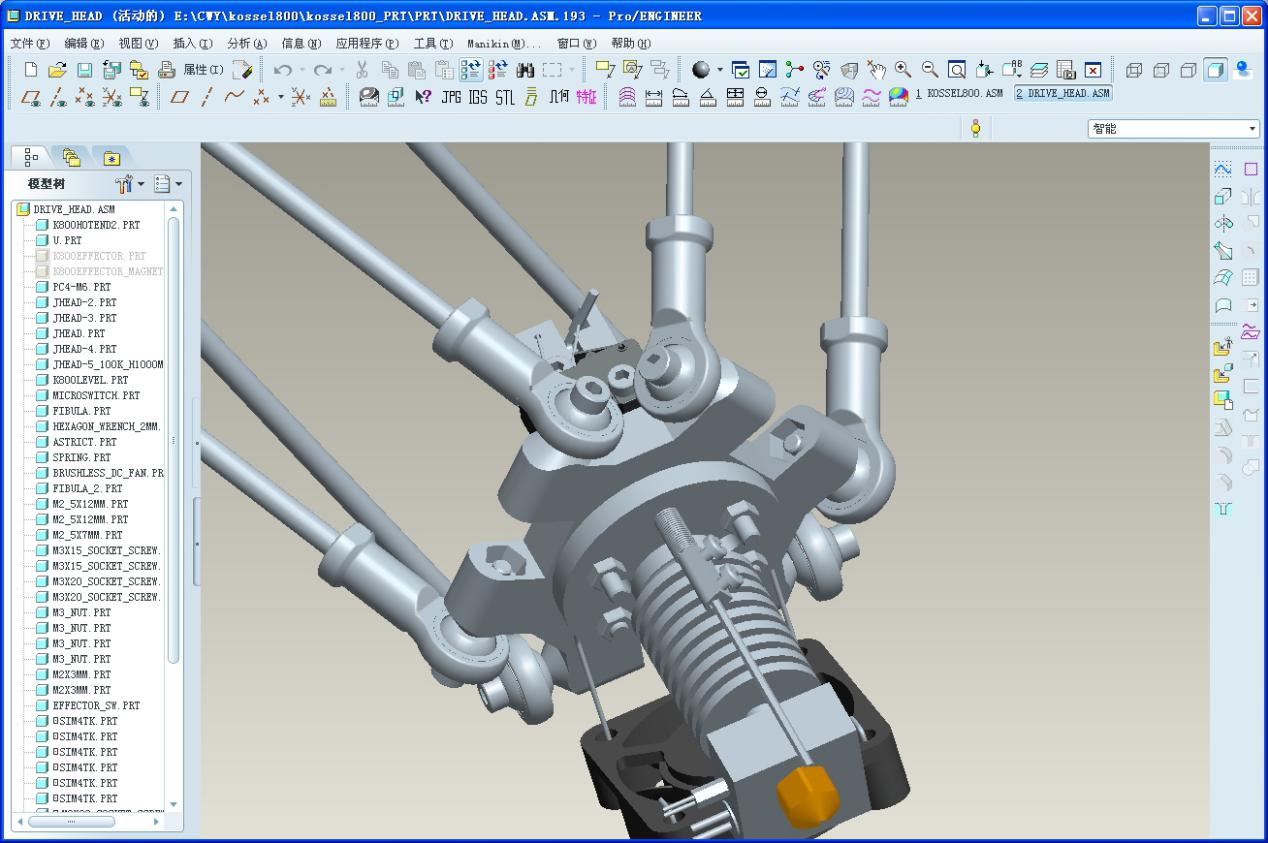 DRIVE_HEAD (活动的) E:\CWY\kossel800\kossel800_PRT\PRT\DRIVE_HEAD.ASM.193 - Pro/ENGINEER
文件(F) 编辑(E) 视图(V) 插入(I) 分析(A) 信息(N) 应用程序(P) 工具(T) Manikin(M)... 窗口(W) 帮助(H)
属性(I)
JPG IGS STL 几何 特征 1 KOSSEL800.ASM 2 DRIVE_HEAD.ASM
智能
模型树
DRIVE_HEAD.ASM
K800HOTEND2.PRT
U.PRT
K800EFFECTOR.PRT
K800EFFECTOR_MAGNET
PC4-M6.PRT
JHEAD-2.PRT
JHEAD-3.PRT
JHEAD.PRT
JHEAD-4.PRT
JHEAD-5_100K_H1000M
K800LEVEL.PRT
MICROSWITCH.PRT
FIBULA.PRT
HEXAGON_WRENCH_2MM.
ASTRICT.PRT
SPRING.PRT
BRUSHLESS_DC_FAN.PR
FIBULA_2.PRT
M2_5X12MM.PRT
M2_5X12MM.PRT
M2_5X7MM.PRT
M3X15_SOCKET_SCREW.
M3X15_SOCKET_SCREW.
M3X20_SOCKET_SCREW.
M3X20_SOCKET_SCREW.
M3_NUT.PRT
M3_NUT.PRT
M3_NUT.PRT
M3_NUT.PRT
M2X3MM.PRT
M2X3MM.PRT
EFFECTOR_SW.PRT
SIM4TK.PRT
SIM4TK.PRT
SIM4TK.PRT
SIM4TK.PRT
SIM4TK.PRT
SIM4TK.PRT